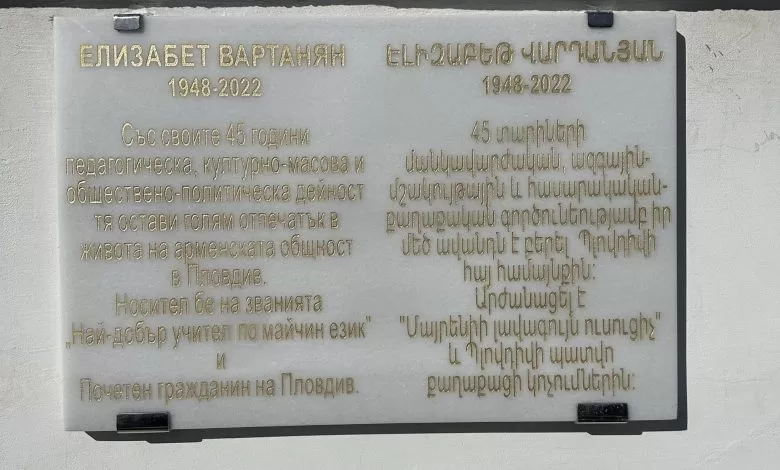 ЕЛИЗАБЕТ ВАРТАНЯН
1948-2022
Със своите 45 години
педагогическа, културно-масова и
обществено-политическа дейност
тя остави голям отпечатък в
живота на арменската общност
в Пловдив.
Носител бе на званията
„Най-добър учител по майчин език"
и
Почетен гражданин на Пловдив.
ԷԼԻԶԱԲԵԹ ՎԱՐԴԱՆՅԱՆ
1948-2022
45 տարիների
մանկավարժական, ազգային-
մշակույթային և հասարակական-
քաղաքական գործունեությամբ իր
մեծ ավանդն է բերել Պլովդիվի
հայ համայնքին:
Արժանացել է
"Մայրենիի լավագույն ուսուցիչ"
և Պլովդիվի պատվո
քաղաքացի կոչումներին: